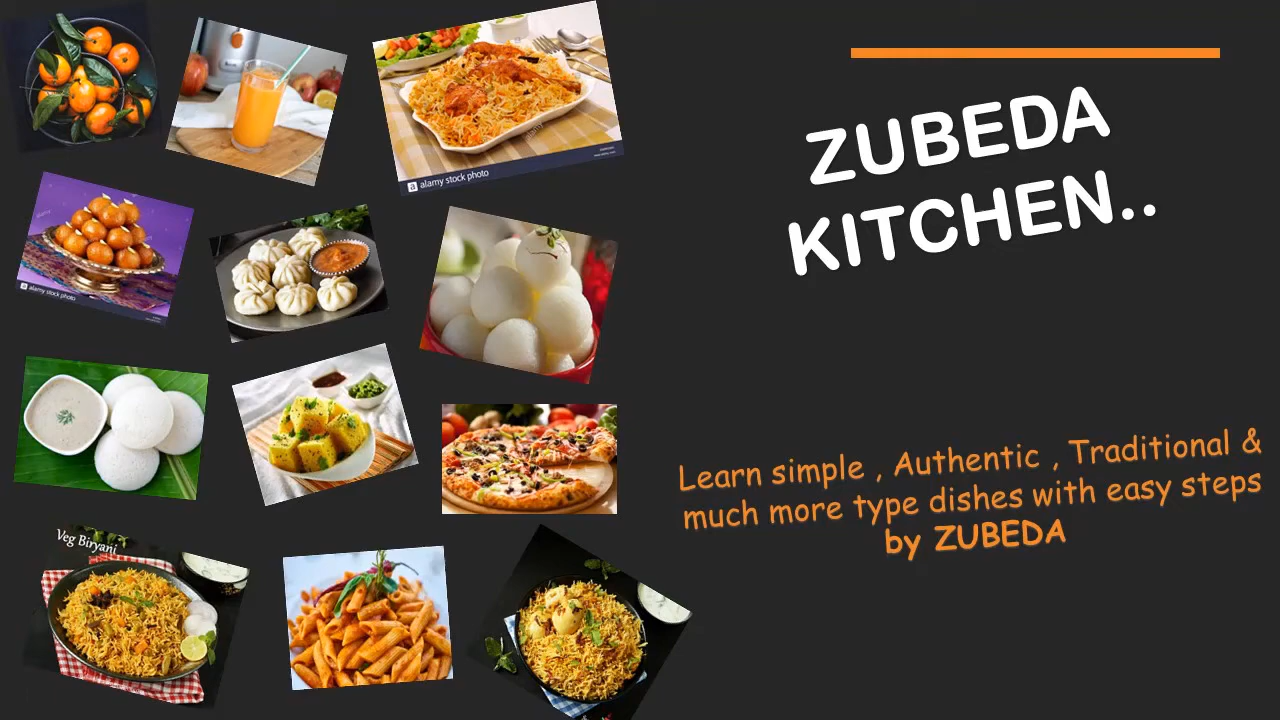 ZUBEDA
KITCHEN..
Learn simple , Authentic , Traditional &
much more type dishes with easy steps
by ZUBEDA
a alamy stock photo
a alamy stock photo
Veg Biryani